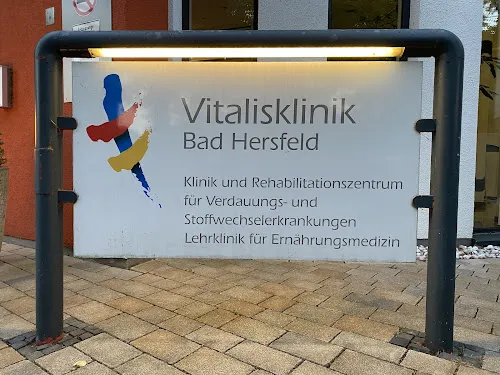 Vitalisklinik
Bad Hersfeld
Klinik und Rehabilitationszentrum
für Verdauungs- und
Stoffwechselerkrankungen
Lehrklinik für Ernährungsmedizin